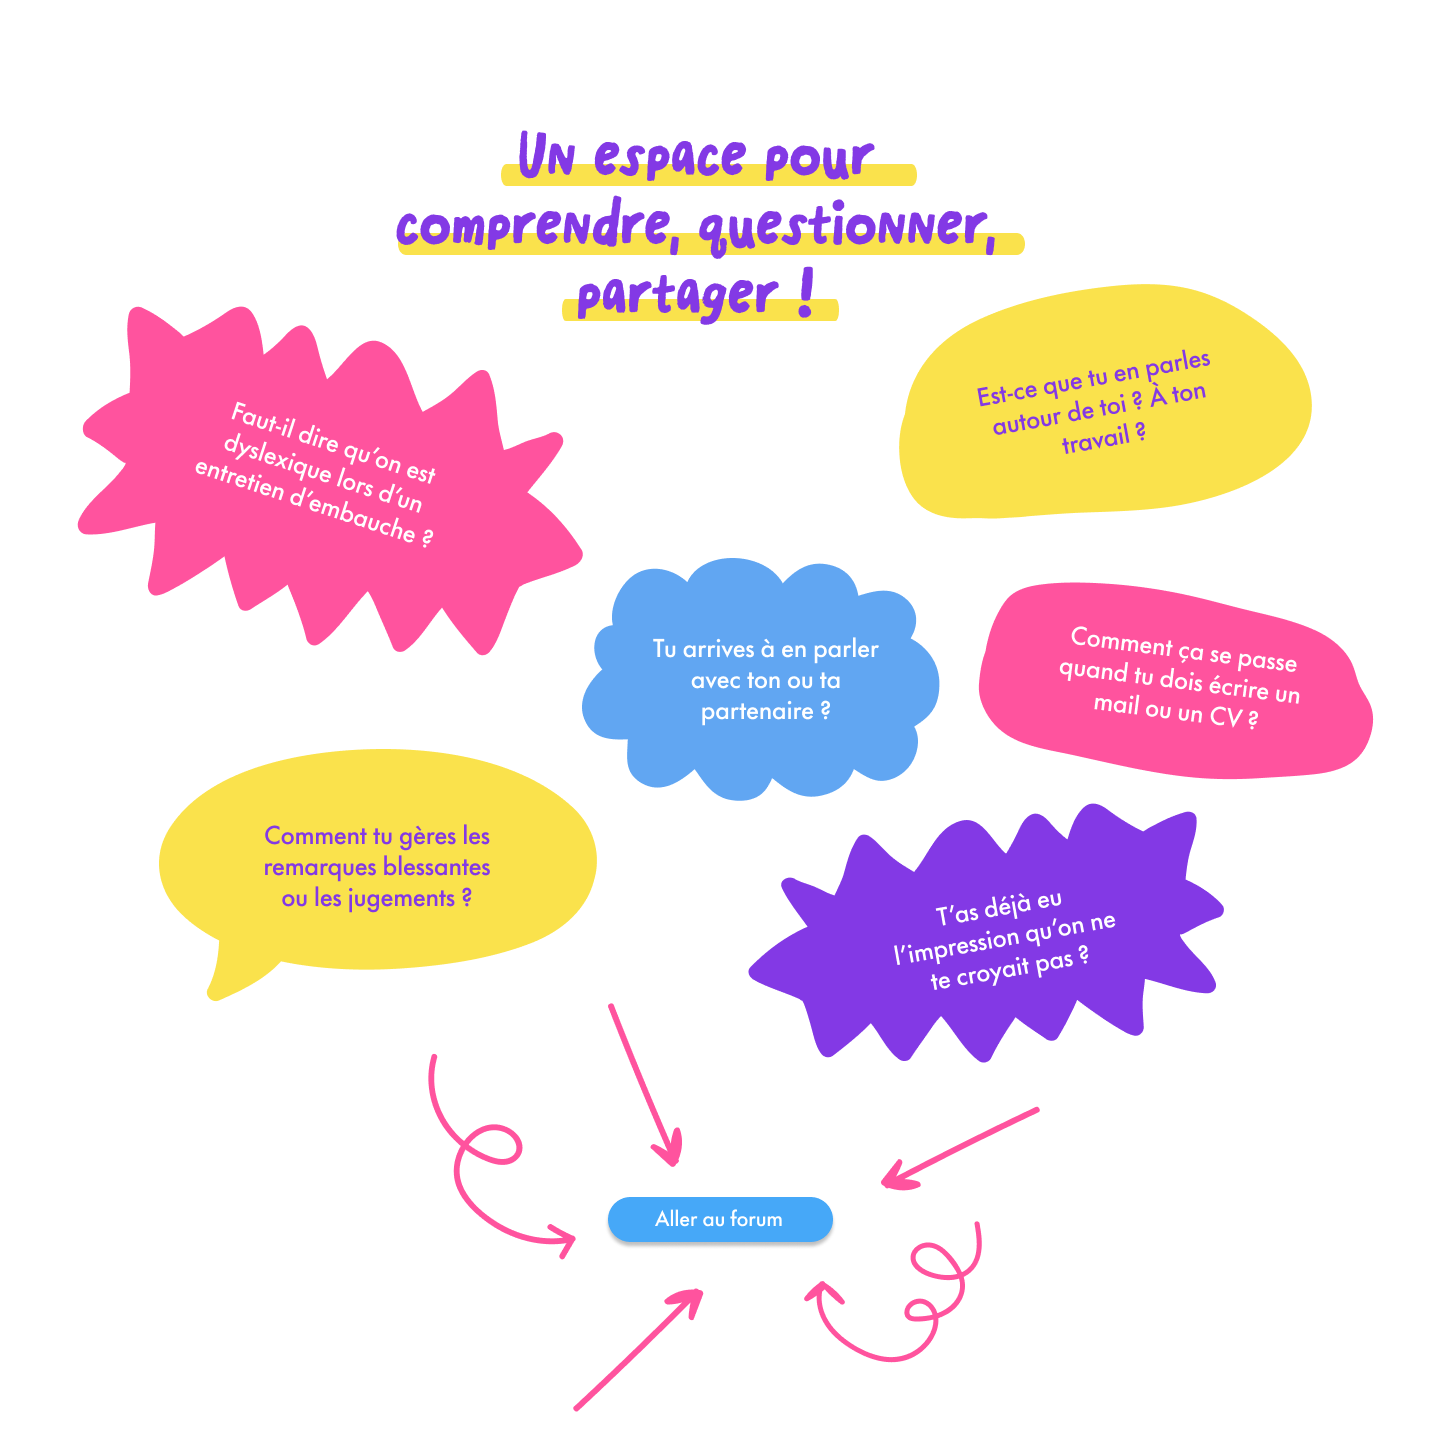 Un espace pour
comprendre, questionner,
partager !
Faut-il dire qu’on est
dyslexique lors d’un
entretien d’embauche ?
Est-ce que tu en parles
autour de toi ? À ton
travail ?
Tu arrives à en parler
avec ton ou ta
partenaire ?
Comment ça se passe
quand tu dois écrire un
mail ou un CV ?
Comment tu gères les
remarques blessantes
ou les jugements ?
T’as déjà eu
l’impression qu’on ne
te croyait pas ?
Aller au forum